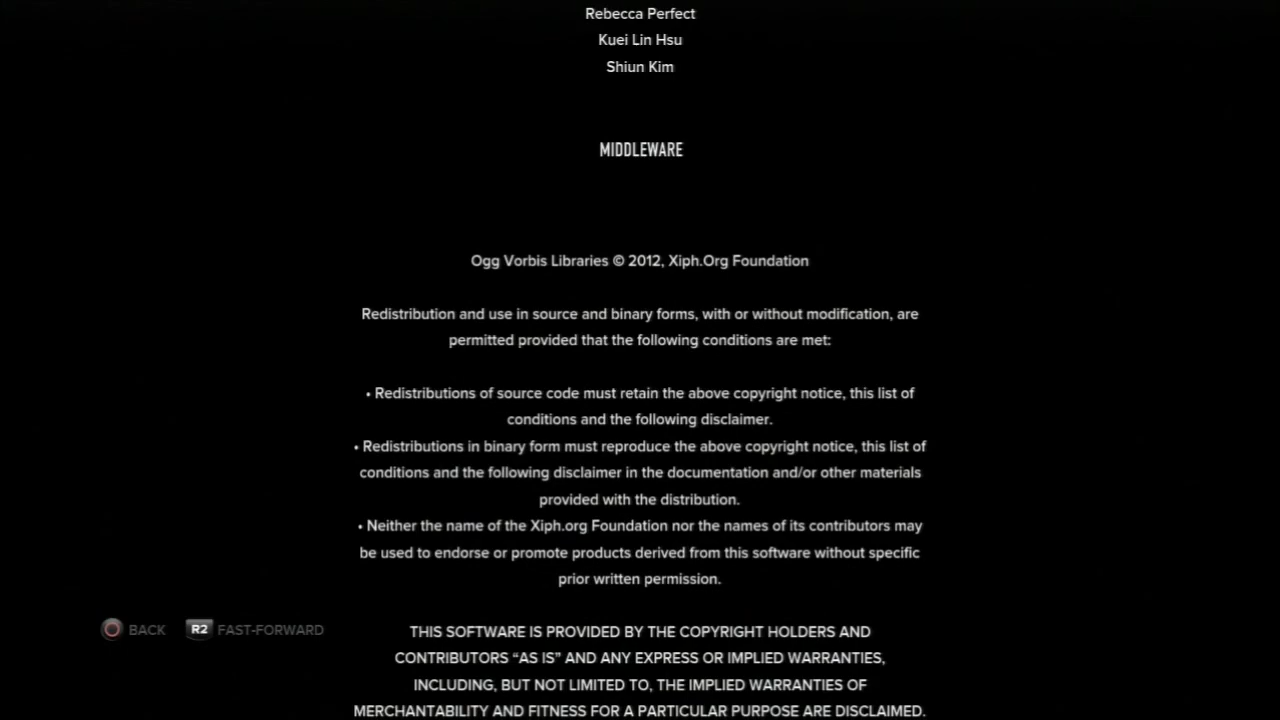 Rebecca Perfect
Kuei Lin Hsu
Shiun Kim
MIDDLEWARE
Ogg Vorbis Libraries © 2012, Xiph.Org Foundation
Redistribution and use in source and binary forms, with or without modification, are
permitted provided that the following conditions are met:
• Redistributions of source code must retain the above copyright notice, this list of
conditions and the following disclaimer.
• Redistributions in binary form must reproduce the above copyright notice, this list of
conditions and the following disclaimer in the documentation and/or other materials
provided with the distribution.
• Neither the name of the Xiph.org Foundation nor the names of its contributors may
be used to endorse or promote products derived from this software without specific
prior written permission.
BACK R2 FAST-FORWARD
THIS SOFTWARE IS PROVIDED BY THE COPYRIGHT HOLDERS AND
CONTRIBUTORS “AS IS” AND ANY EXPRESS OR IMPLIED WARRANTIES,
INCLUDING, BUT NOT LIMITED TO, THE IMPLIED WARRANTIES OF
MERCHANTABILITY AND FITNESS FOR A PARTICULAR PURPOSE ARE DISCLAIMED.